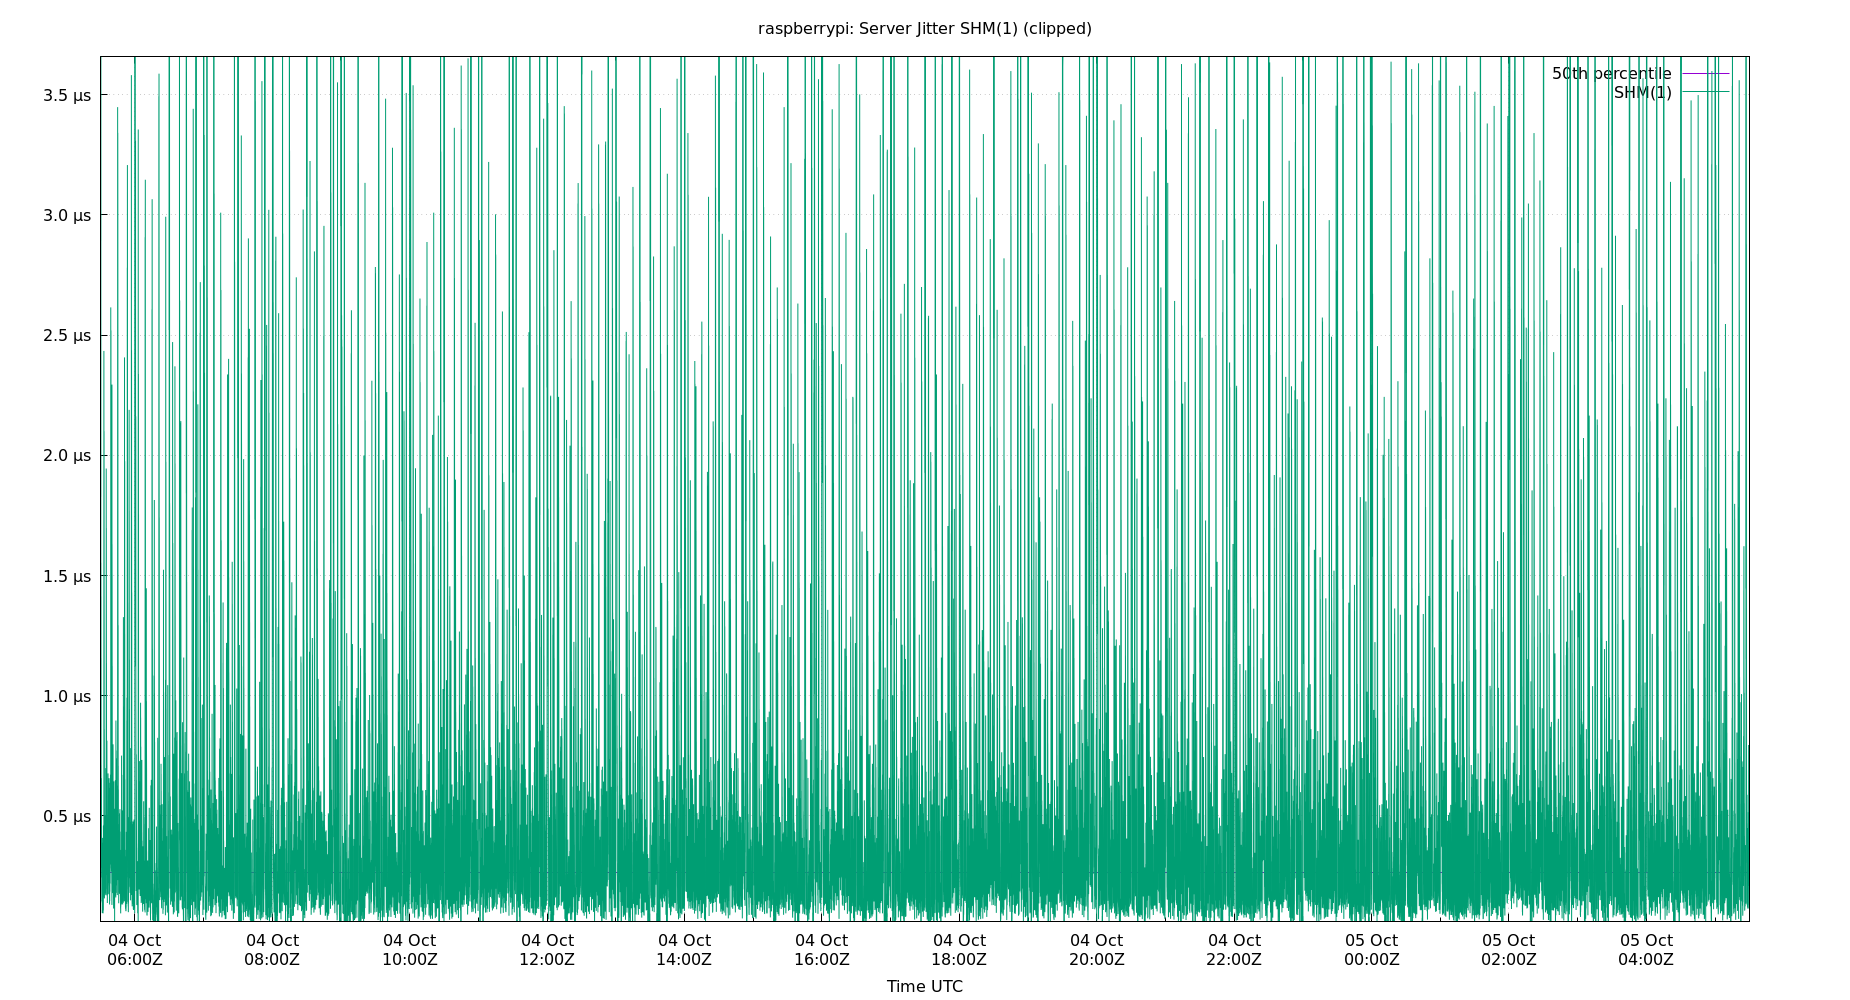 raspberrypi: Server Jitter SHM(1) (clipped)
50th percentile
SHM(1)
3.5 µs
3.0 µs
2.5 µs
2.0 µs
1.5 µs
1.0 µs
0.5 µs
04 Oct 04 Oct 04 Oct 04 Oct 04 Oct 04 Oct 04 Oct 04 Oct 04 Oct 05 Oct 05 Oct 05 Oct
06:00Z 08:00Z 10:00Z 12:00Z 14:00Z 16:00Z 18:00Z 20:00Z 22:00Z 00:00Z 02:00Z 04:00Z
Time UTC